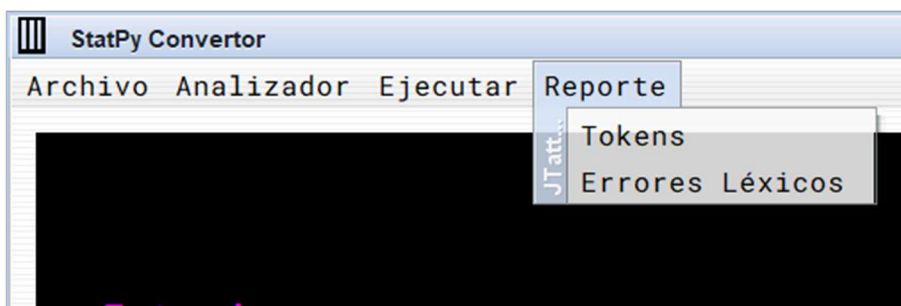 StatPy Convertor
Archivo Analizador Ejecutar Reporte
JTatt...
Tokens
Errores Léxicos